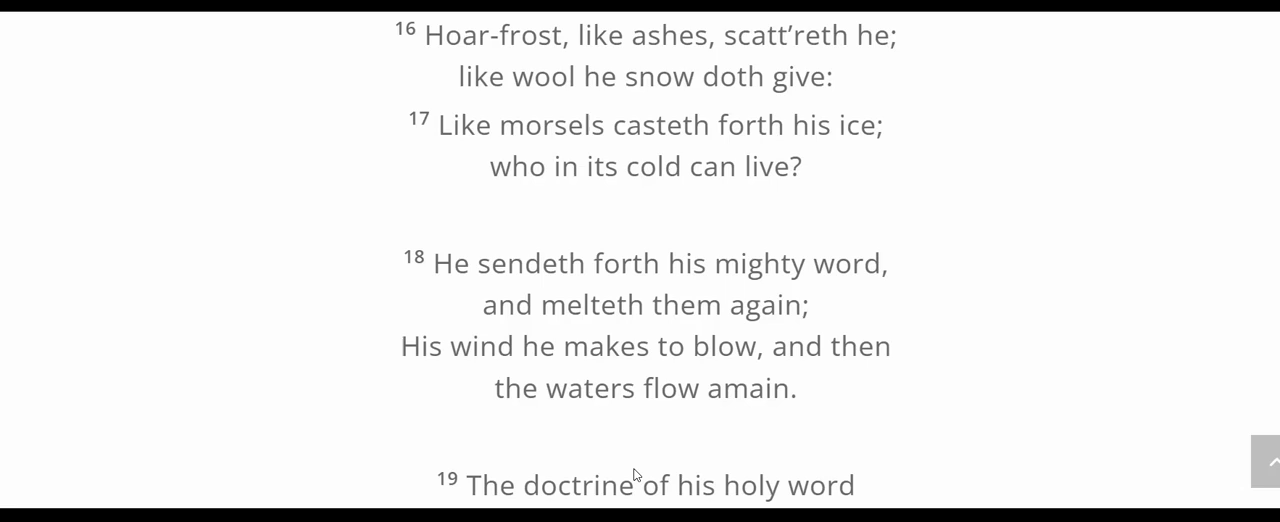 16 Hoar-frost, like ashes, scatt’reth he;
like wool he snow doth give:
17 Like morsels casteth forth his ice;
who in its cold can live?
18 He sendeth forth his mighty word,
and melteth them again;
His wind he makes to blow, and then
the waters flow amain.
19 The doctrine of his holy word